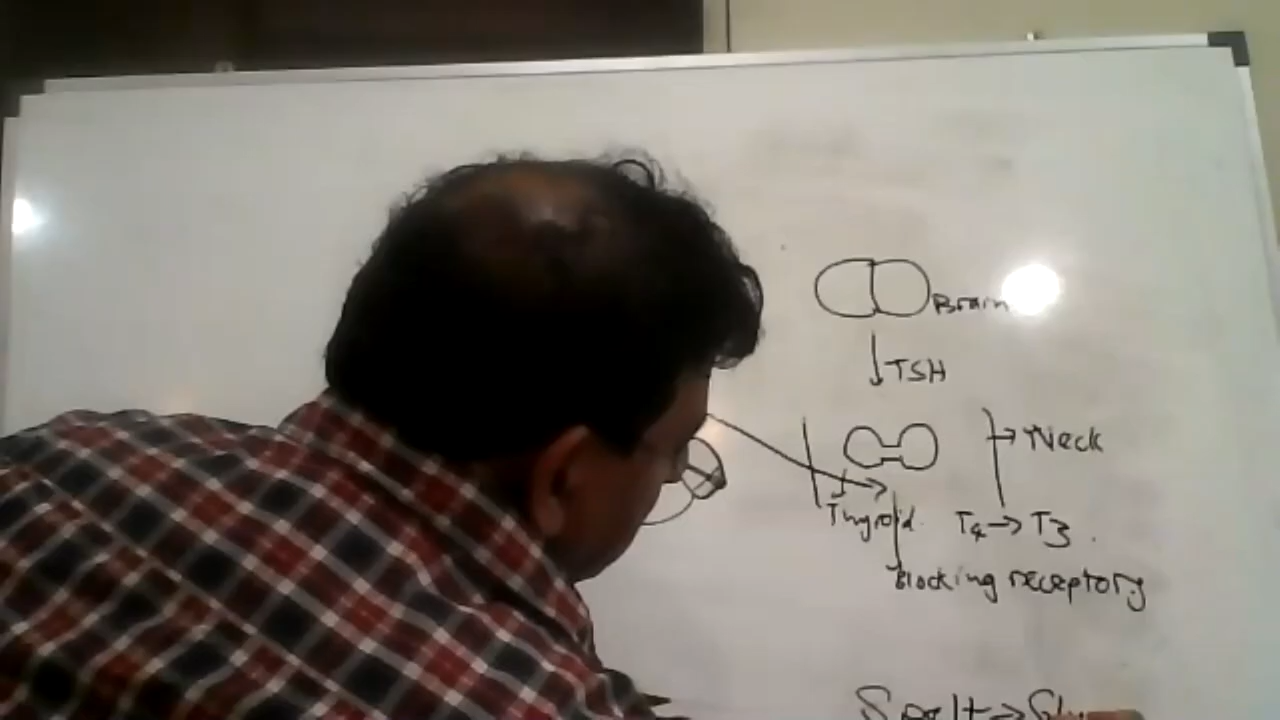 Brain
↓ TSH
→ Neck
Thyroid. T4 → T3.
Blocking receptors